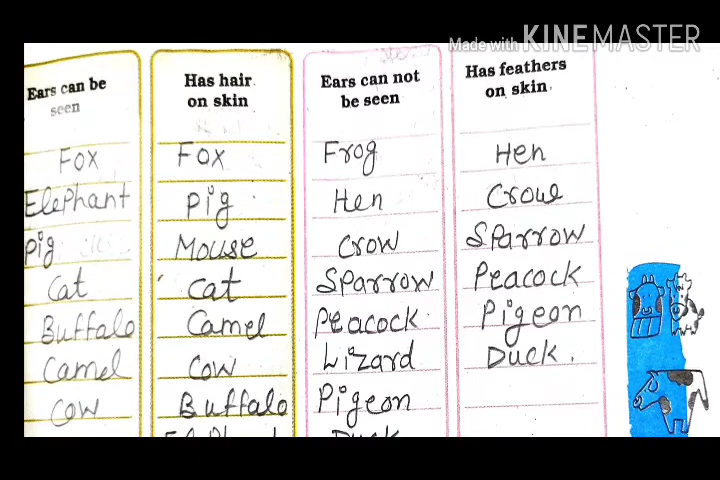 Made with KINEMASTER
Ears can be
seen
Fox
Elephant
Pig
Cat
Buffalo
Camel
Cow
Has hair
on skin
Fox
Pig
Mouse
Cat
Camel
Cow
Buffalo
Ears can not
be seen
Frog
Hen
Crow
Sparrow
Peacock
Lizard
Pigeon
Duck
Has feathers
on skin
Hen
Crow
Sparrow
Peacock
Pigeon
Duck.